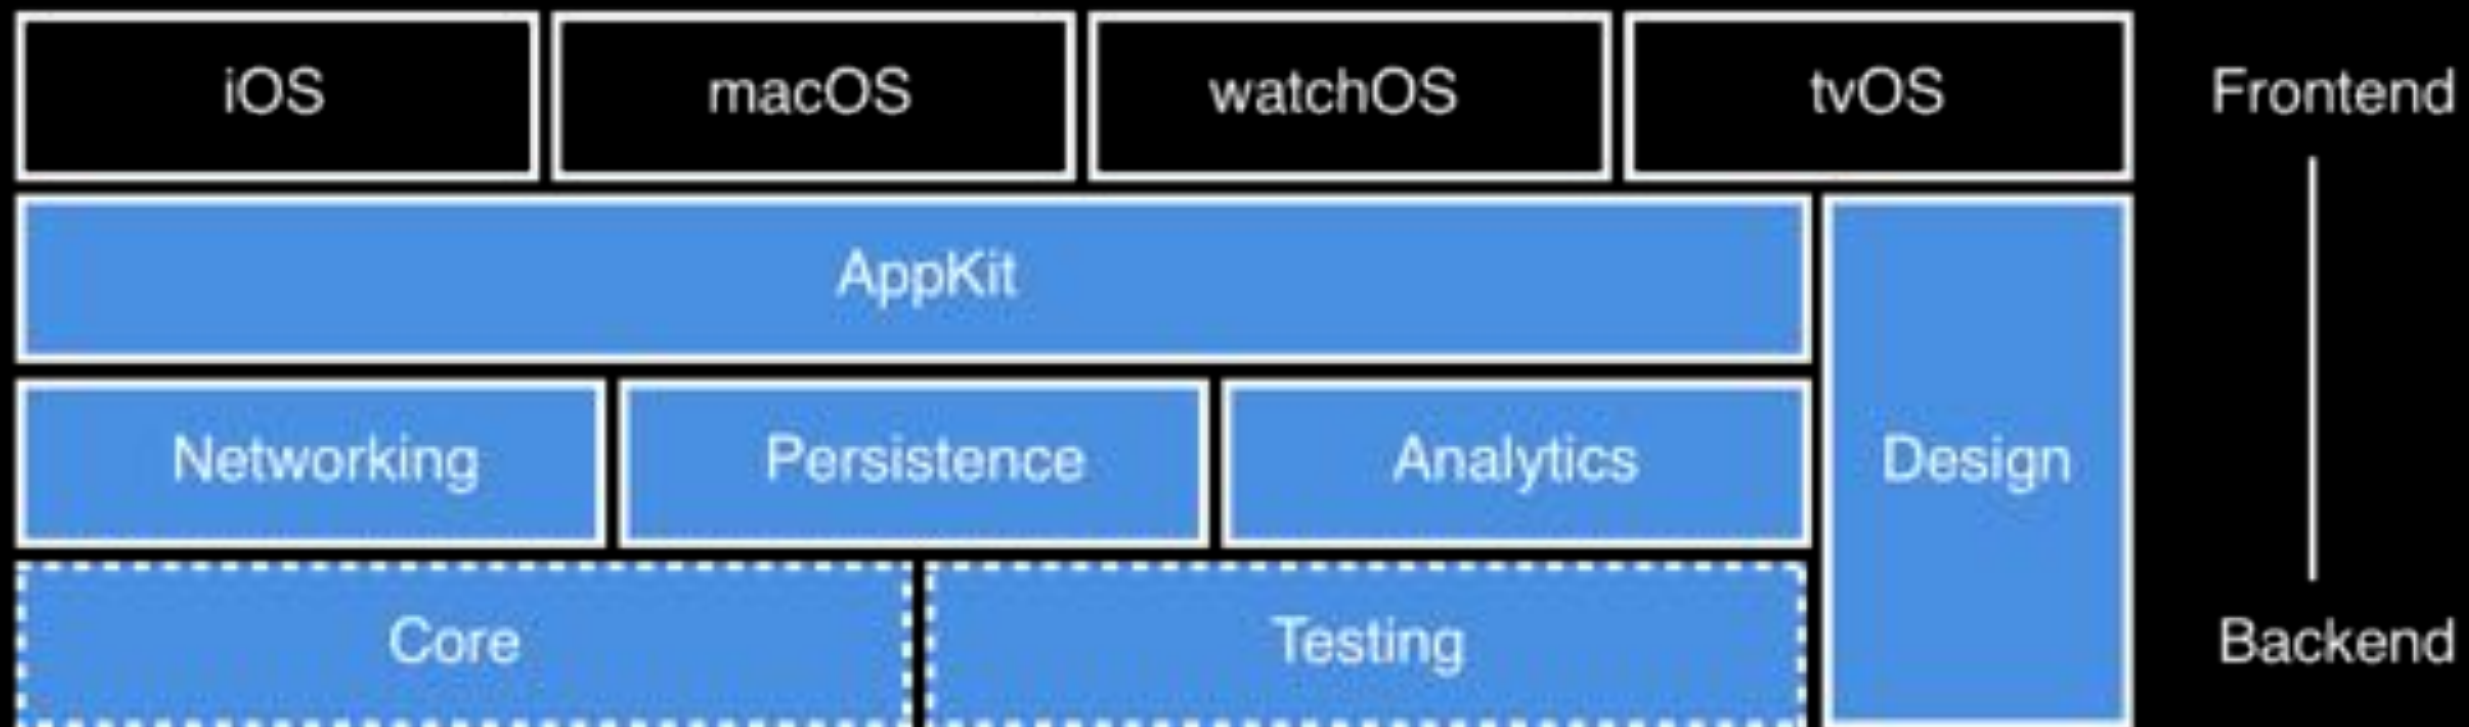 iOS
macOS
watchOS
tvOS
Frontend
AppKit
Networking
Persistence
Analytics
Design
Core
Testing
Backend